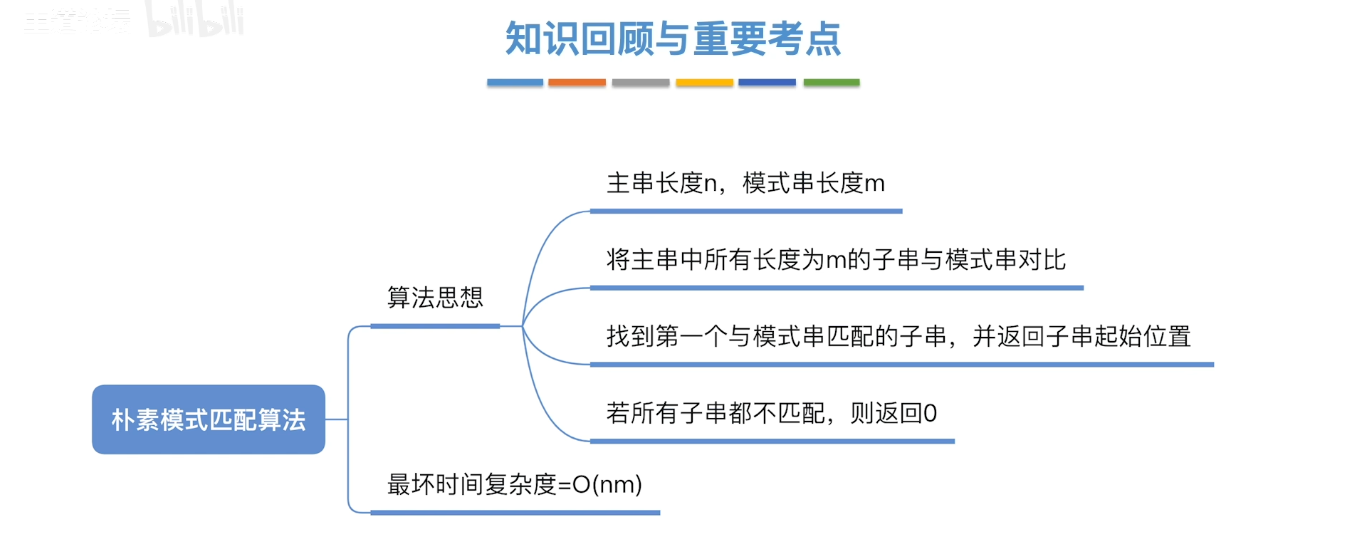 bilibili
知识回顾与重要考点
主串长度n，模式串长度m
将主串中所有长度为m的子串与模式串对比
算法思想
找到第一个与模式串匹配的子串，并返回子串起始位置
若所有子串都不匹配，则返回0
朴素模式匹配算法
最坏时间复杂度=O(nm)